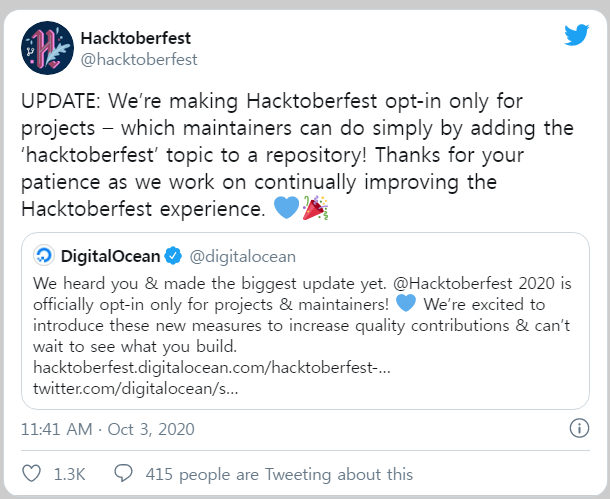 Hacktoberfest
@hacktoberfest
UPDATE: We’re making Hacktoberfest opt-in only for
projects – which maintainers can do simply by adding the
‘hacktoberfest’ topic to a repository! Thanks for your
patience as we work on continually improving the
Hacktoberfest experience. 💙🎉
DigitalOcean @digitalocean
We heard you & made the biggest update yet. @Hacktoberfest 2020 is
officially opt-in only for projects & maintainers! 💙 We’re excited to
introduce these new measures to increase quality contributions & can’t
wait to see what you build.
hacktoberfest.digitalocean.com/hacktoberfest-...
twitter.com/digitalocean/s...
11:41 AM · Oct 3, 2020
1.3K 415 people are Tweeting about this